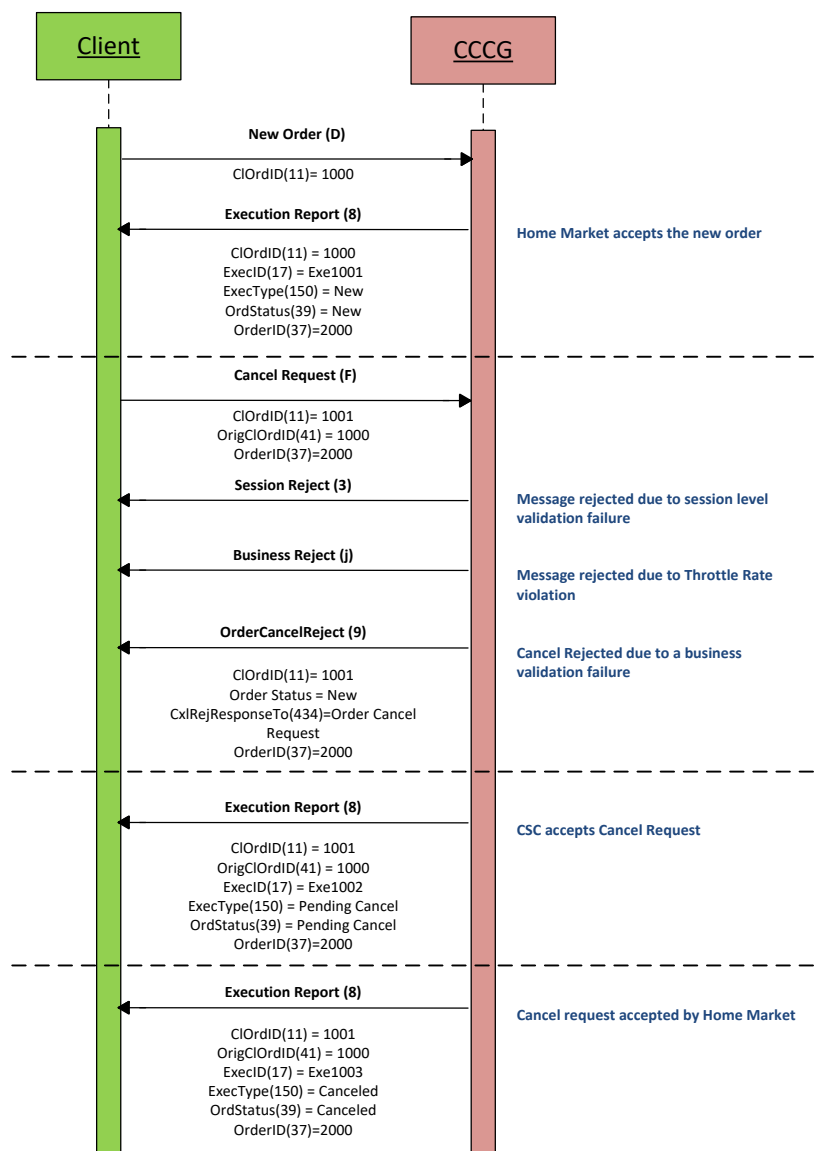 Client
CCCG
New Order (D)
ClOrdID(11)= 1000
Execution Report (8)
Home Market accepts the new order
ClOrdID(11) = 1000
ExecID(17) = Exe1001
ExecType(150) = New
OrdStatus(39) = New
OrderID(37)=2000
Cancel Request (F)
ClOrdID(11)= 1001
OrigClOrdID(41) = 1000
OrderID(37)=2000
Session Reject (3)
Message rejected due to session level
validation failure
Business Reject (j)
Message rejected due to Throttle Rate
violation
OrderCancelReject (9)
Cancel Rejected due to a business
validation failure
ClOrdID(11)= 1001
Order Status = New
CxlRejResponseTo(434)=Order Cancel
Request
OrderID(37)=2000
Execution Report (8)
CSC accepts Cancel Request
ClOrdID(11) = 1001
OrigClOrdID(41) = 1000
ExecID(17) = Exe1002
ExecType(150) = Pending Cancel
OrdStatus(39) = Pending Cancel
OrderID(37)=2000
Execution Report (8)
Cancel request accepted by Home Market
ClOrdID(11) = 1001
OrigClOrdID(41) = 1000
ExecID(17) = Exe1003
ExecType(150) = Canceled
OrdStatus(39) = Canceled
OrderID(37)=2000